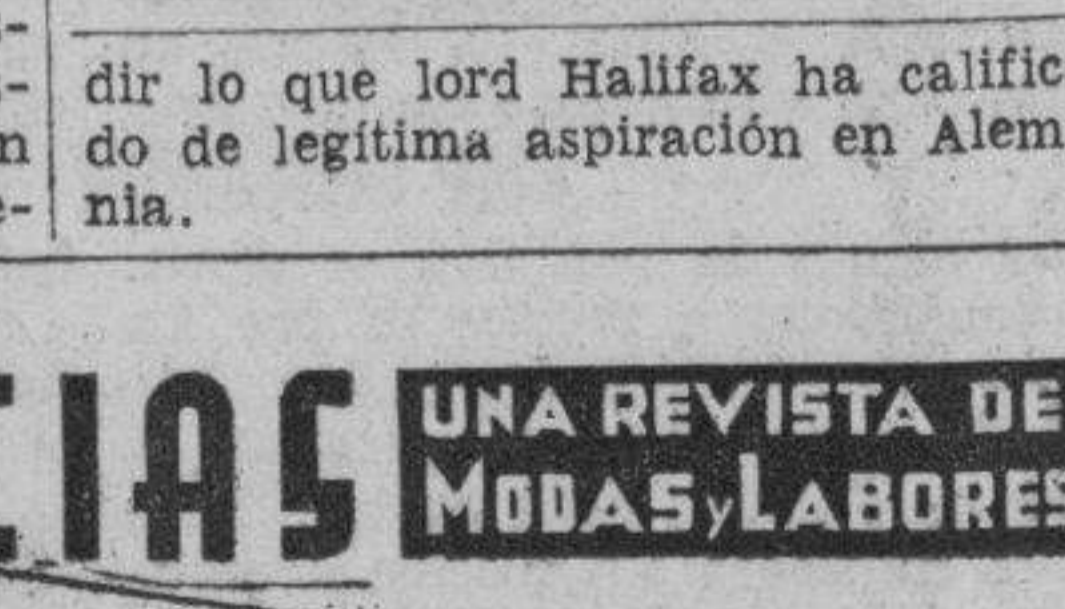 dir lo que lord Halifax ha calific
do de legítima aspiración en Alem
nia.
CIAS
UNA REVISTA DE
MODAS y LABORES